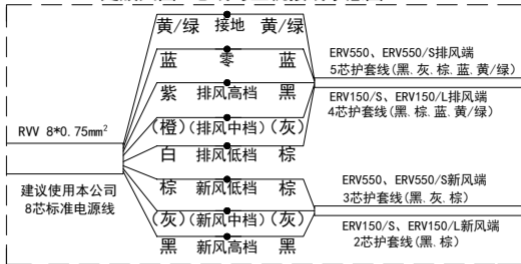 黄/绿 接地 黄/绿
蓝 零 蓝
紫 排风高档 黑
(橙) (排风中档) (灰)
白 排风低档 棕
棕 新风低档 棕
(灰) (新风中档) (灰)
黑 新风高档 黑
RVV 8*0.75mm²
建议使用本公司
8芯标准电源线
ERV550、ERV550/S排风端
5芯护套线(黑.灰.棕.蓝.黄/绿)
ERV150/S、ERV150/L排风端
4芯护套线(黑.棕.蓝.黄/绿)
ERV550、ERV550/S新风端
3芯护套线(黑.灰.棕)
ERV150/S、ERV150/L新风端
2芯护套线(黑.棕)